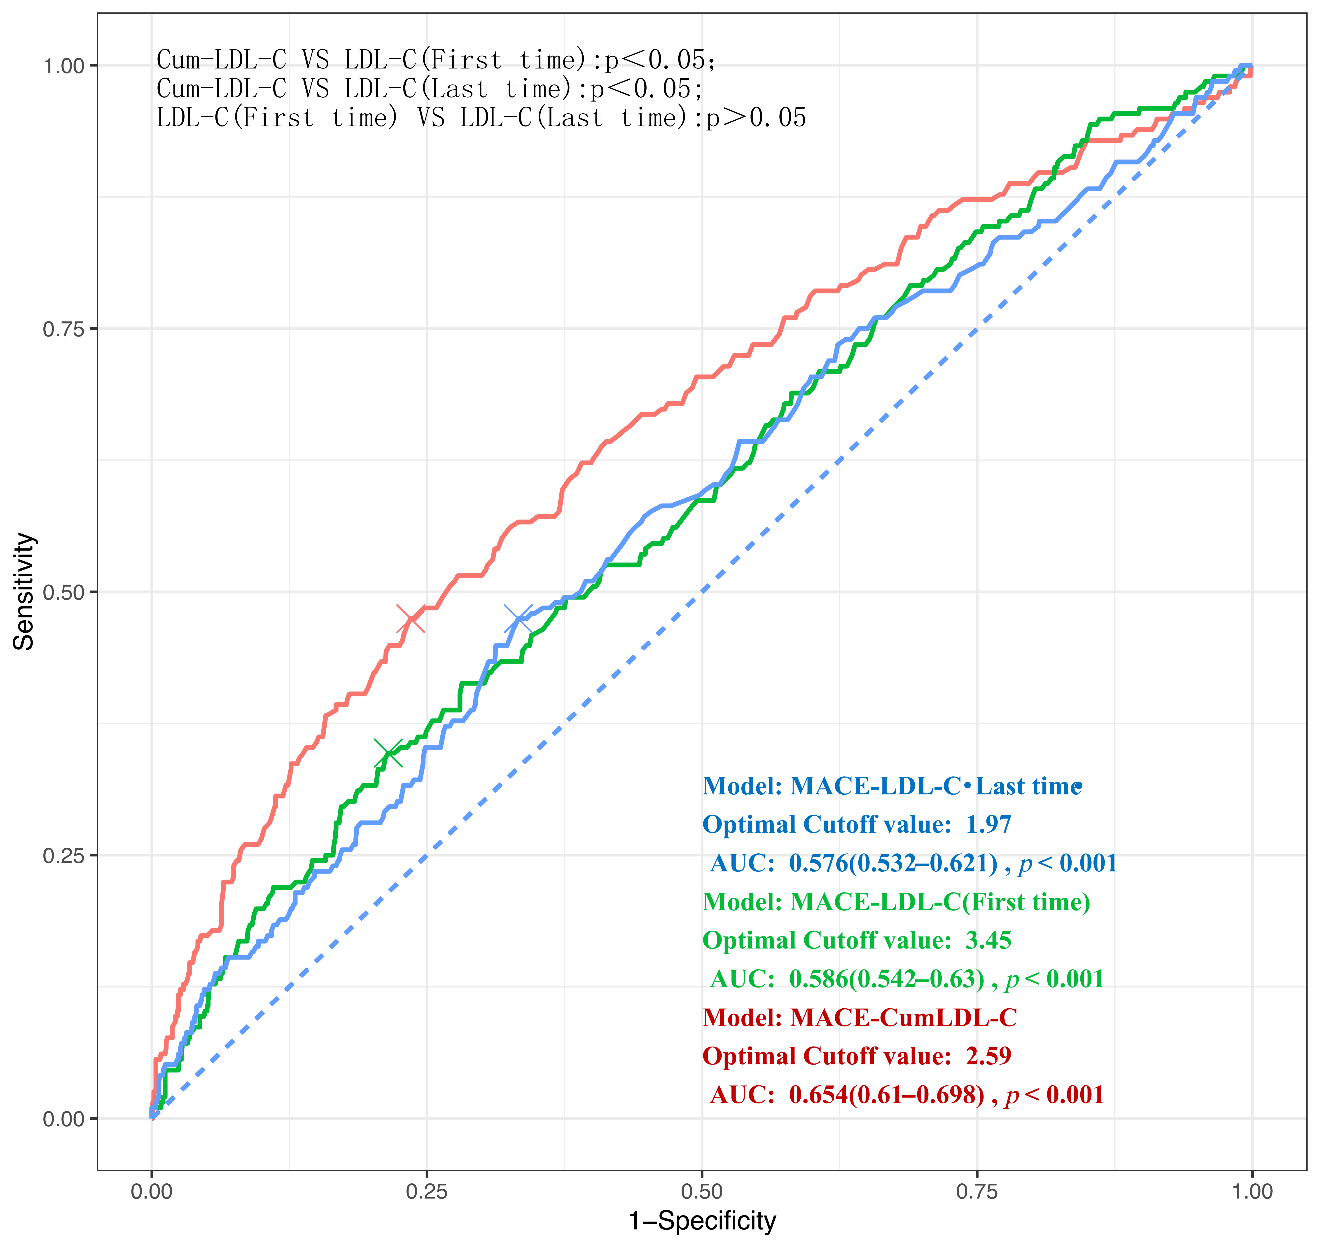 Cum-LDL-C VS LDL-C(First time):p<0.05;
Cum-LDL-C VS LDL-C(Last time):p<0.05;
LDL-C(First time) VS LDL-C(Last time):p>0.05
1.00
0.75
0.50
0.25
0.00
Sensitivity
Model: MACE-LDL-C•Last time
Optimal Cutoff value: 1.97
AUC: 0.576(0.532–0.621) , p < 0.001
Model: MACE-LDL-C(First time)
Optimal Cutoff value: 3.45
AUC: 0.586(0.542–0.63) , p < 0.001
Model: MACE-CumLDL-C
Optimal Cutoff value: 2.59
AUC: 0.654(0.61–0.698) , p < 0.001
0.00 0.25 0.50 0.75 1.00
1−Specificity